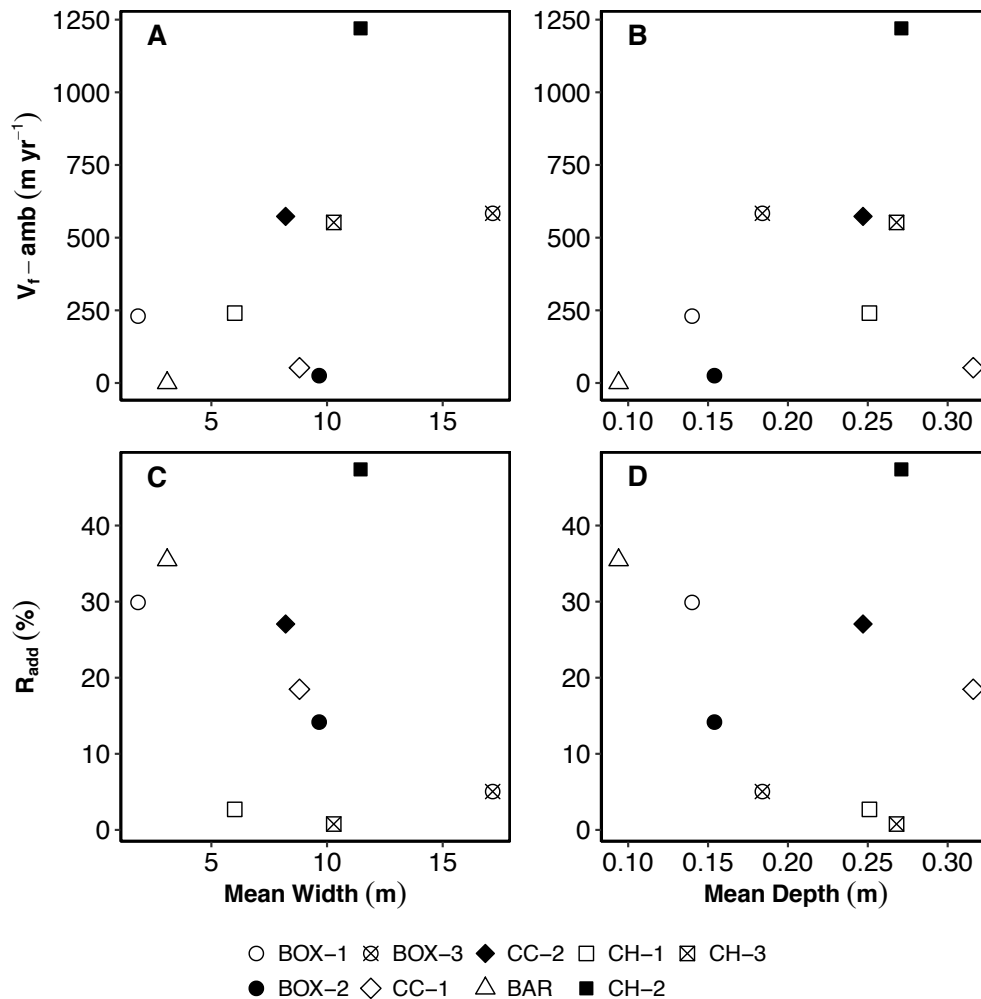 A
B
1250
1000
750
500
250
0
1250
1000
750
500
250
0
V_f − amb (m yr⁻¹)
5 10 15
0.10 0.15 0.20 0.25 0.30
C
D
40
30
20
10
0
40
30
20
10
0
R_add (%)
5 10 15
0.10 0.15 0.20 0.25 0.30
Mean Width (m)
Mean Depth (m)
BOX−1 BOX−3 CC−2 CH−1 CH−3
BOX−2 CC−1 BAR CH−2